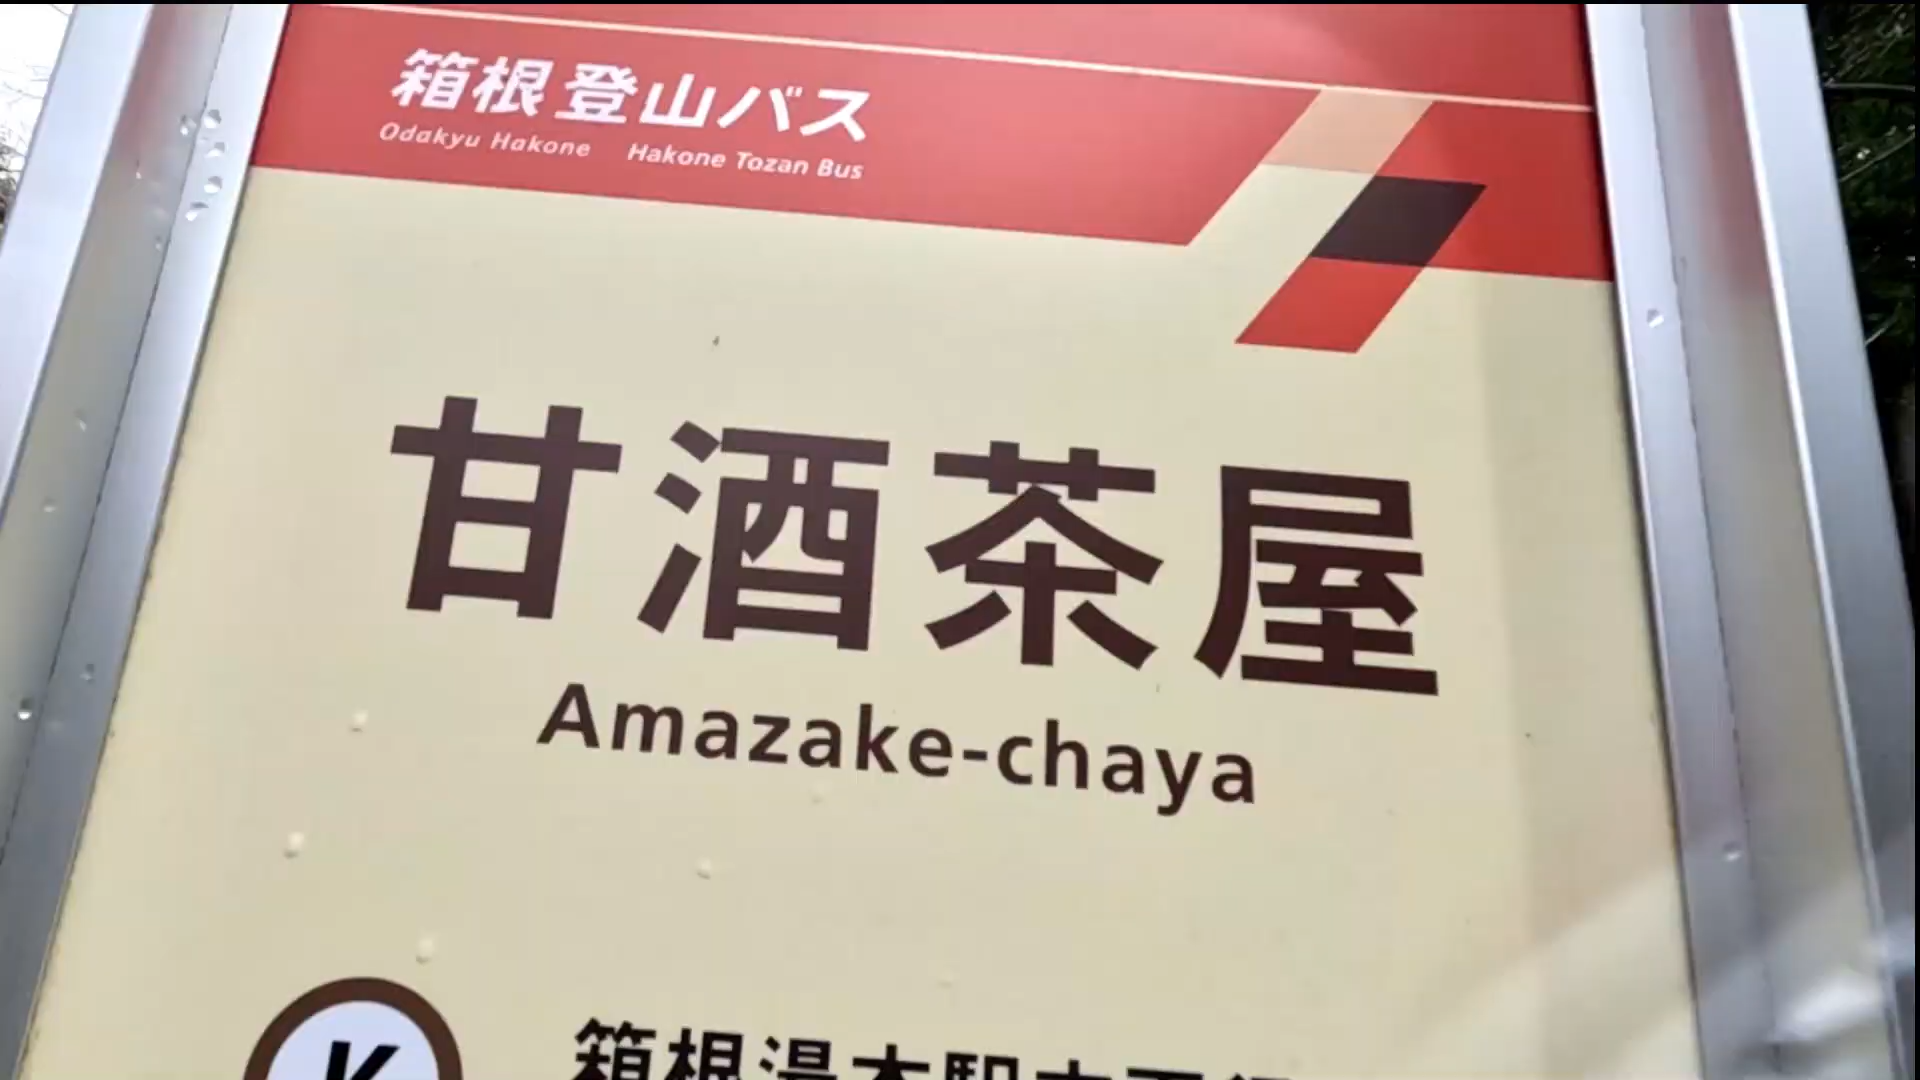 箱根登山バス
Odakyu Hakone Hakone Tozan Bus
甘酒茶屋
Amazake-chaya
K
箱根湯本駅